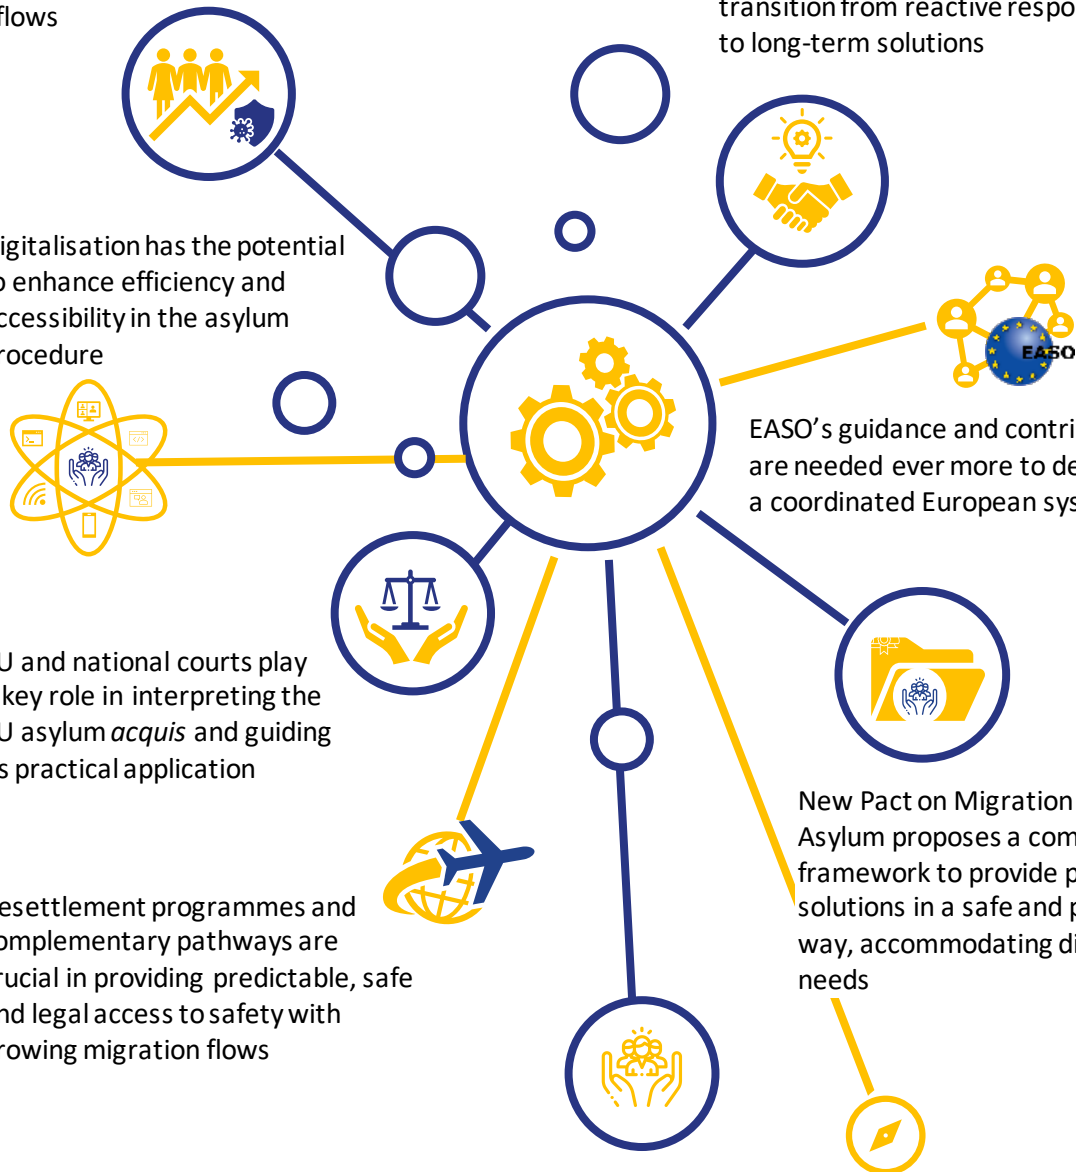 flows
transition from reactive respo
to long-term solutions
igitalisation has the potential
o enhance efficiency and
ccessibility in the asylum
rocedure
EASO
EASO's guidance and contri
are needed ever more to de
a coordinated European sys
U and national courts play
key role in interpreting the
U asylum acquis and guiding
s practical application
New Pact on Migration
Asylum proposes a com
framework to provide p
solutions in a safe and p
way, accommodating di
needs
esettlement programmes and
omplementary pathways are
rucial in providing predictable, safe
nd legal access to safety with
rowing migration flows